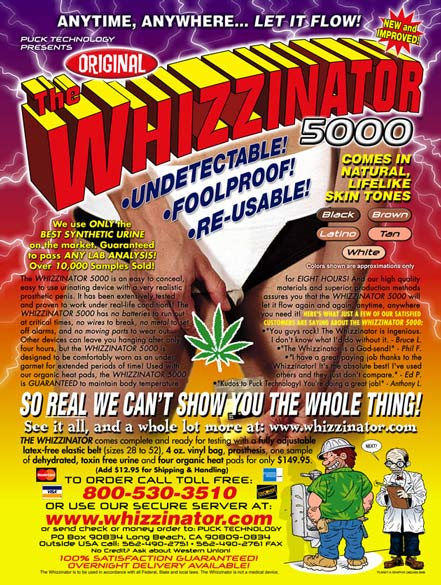 ANYTIME, ANYWHERE... LET IT FLOW!
PUCK TECHNOLOGY
PRESENTS
NEW and
IMPROVED!
ORIGINAL
The
WHIZZINATOR
5000
•UNDETECTABLE!
•FOOLPROOF!
•RE-USABLE!
COMES IN
NATURAL,
LIFELIKE
SKIN TONES
Black Brown
Latino Tan
White
Colors shown are approximations only
We use ONLY the
BEST SYNTHETIC URINE
on the market. Guaranteed
to pass ANY LAB ANALYSIS!
Over 10,000 Samples Sold!
The WHIZZINATOR 5000 is an easy to conceal,
easy to use urinating device with a very realistic
prosthetic penis. It has been extensively tested
and proven to work under real-life conditions. The
WHIZZINATOR 5000 has no batteries to run out
at critical times, no wires to break, no metal to set
off alarms, and no moving parts to wear out.
Other devices can leave you hanging after only
four hours, but the WHIZZINATOR 5000 is
designed to be comfortably worn as an under
garment for extended periods of time! Used with
our organic heat pads, the WHIZZINATOR 5000
is GUARANTEED to maintain body temperature
for EIGHT HOURS! And our high quality
materials and superior production methods
assures you that the WHIZZINATOR 5000 will
let it flow again and again, anytime, anywhere
you need it! HERE'S WHAT JUST A FEW OF OUR SATISFIED
CUSTOMERS ARE SAYING ABOUT THE WHIZZINATOR 5000:
•"You guys rock! The Whizzinator is ingenious.
I don't know what I'd do without it. - Bruce L.
•"The Whizzinator is a God-send!" - Phil F.
•"I have a great paying job thanks to the
Whizzinator! It's the absolute best! I've used
others and they just don't compare." - Ed P.
•"Kudos to Puck Technology! You're doing a great job!" - Anthony L.
SO REAL WE CAN'T SHOW YOU THE WHOLE THING!
See it all, and a whole lot more at: www.whizzinator.com
THE WHIZZINATOR comes complete and ready for testing with a fully adjustable
latex-free elastic belt (sizes 28 to 52), 4 oz. vinyl bag, prosthesis, one sample
of dehydrated, toxin free urine and four organic heat pads for only $149.95.
(Add $12.95 for Shipping & Handling)
TO ORDER CALL TOLL FREE:
VISA
800-530-3510
OR USE OUR SECURE SERVER AT:
www.whizzinator.com
or send check or money order to: PUCK TECHNOLOGY
PO Box 90834 Long Beach, CA 90809-0834
Outside USA call: 562-490-2751 • 562-490-2761 FAX
No Credit? Ask about Western Union!
100% SATISFACTION GUARANTEED!
OVERNIGHT DELIVERY AVAILABLE!
The Whizzinator is to be used in accordance with all Federal, State and local laws. The Whizzinator is not a medical device.
NEXT!